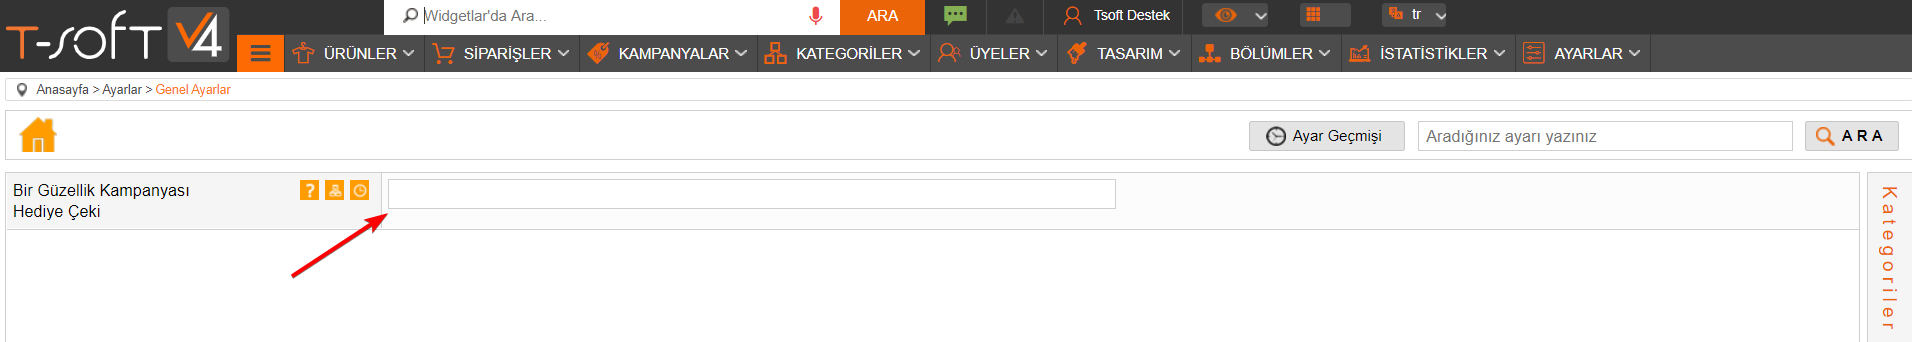 T-SOFT V4
Widgetlar'da Ara...
ARA
Tsoft Destek
tr
ÜRÜNLER
SİPARİŞLER
KAMPANYALAR
KATEGORİLER
ÜYELER
TASARIM
BÖLÜMLER
İSTATİSTİKLER
AYARLAR
Anasayfa > Ayarlar > Genel Ayarlar
Ayar Geçmişi
Aradığınız ayarı yazınız
ARA
Bir Güzellik Kampanyası
Hediye Çeki
?
Kategoriler